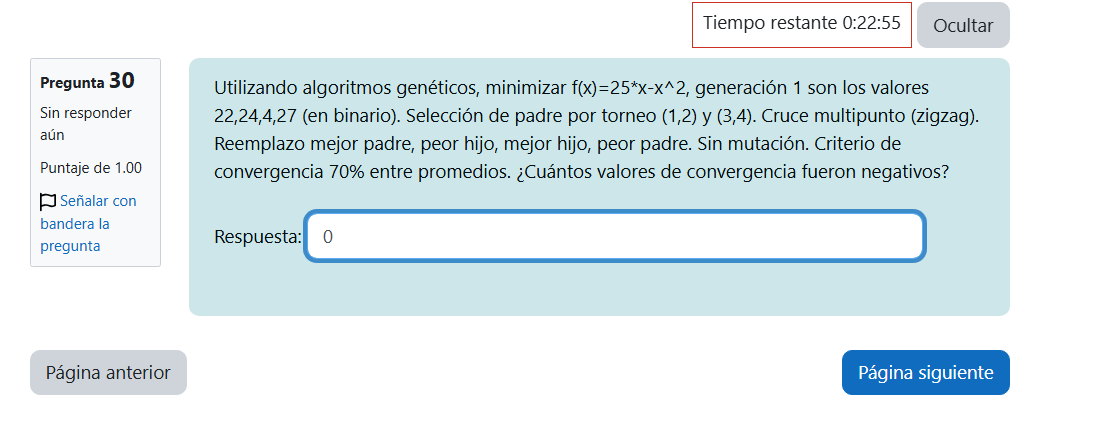 Tiempo restante 0:22:55
Ocultar
Pregunta 30
Sin responder
aún
Puntaje de 1.00
Señalar con
bandera la
pregunta
Utilizando algoritmos genéticos, minimizar f(x)=25*x-x^2, generación 1 son los valores
22,24,4,27 (en binario). Selección de padre por torneo (1,2) y (3,4). Cruce multipunto (zigzag).
Reemplazo mejor padre, peor hijo, mejor hijo, peor padre. Sin mutación. Criterio de
convergencia 70% entre promedios. ¿Cuántos valores de convergencia fueron negativos?
Respuesta: 0
Página anterior
Página siguiente